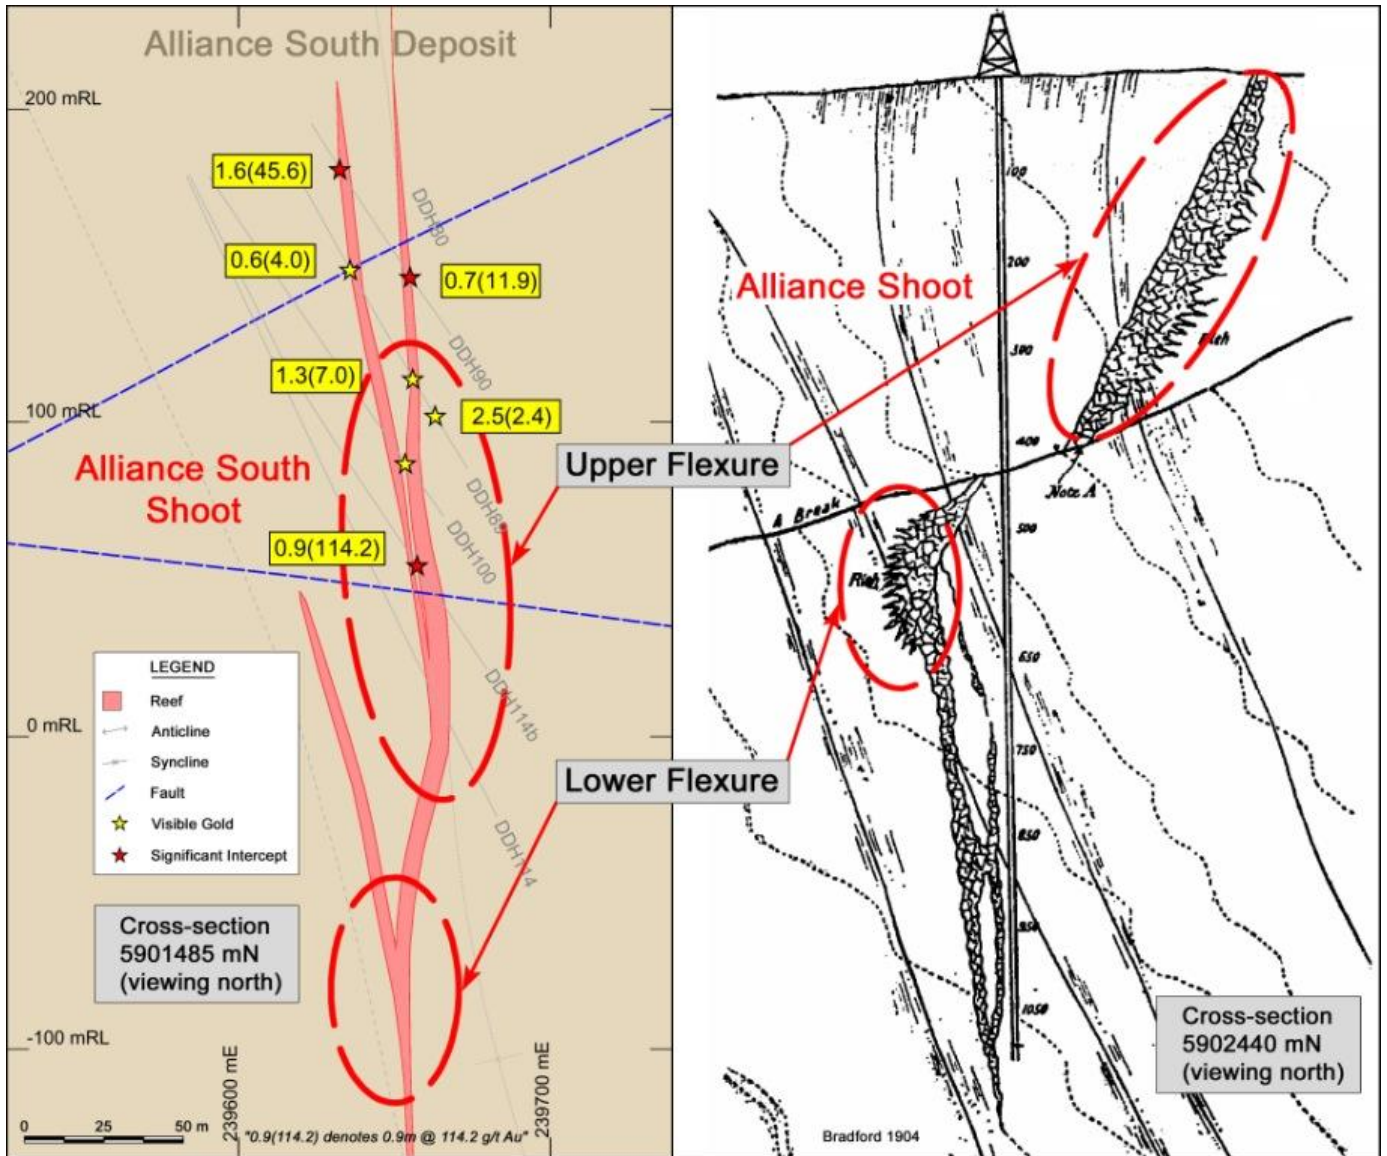 Alliance South Deposit
200 mRL
1.6(45.6)
DDH80
0.6(4.0)
0.7(11.9)
DDH90
1.3(7.0)
100 mRL
2.5(2.4)
Alliance South
Shoot
DDH85
0.9(114.2)
DDH100
Upper Flexure
LEGEND
Reef
Anticline
Syncline
Fault
Visible Gold
Significant Intercept
0 mRL
DDH114b
Lower Flexure
DDH114
Cross-section
5901485 mN
(viewing north)
-100 mRL
239600 mE
239700 mE
0 25 50 m
"0.9(114.2) denotes 0.9m @ 114.2 g/t Au"
100
200
Alliance Shoot
300
Rich
400
Note A
A Break
500
Rich
650
750
850
950
1050
Cross-section
5902440 mN
(viewing north)
Bradford 1904